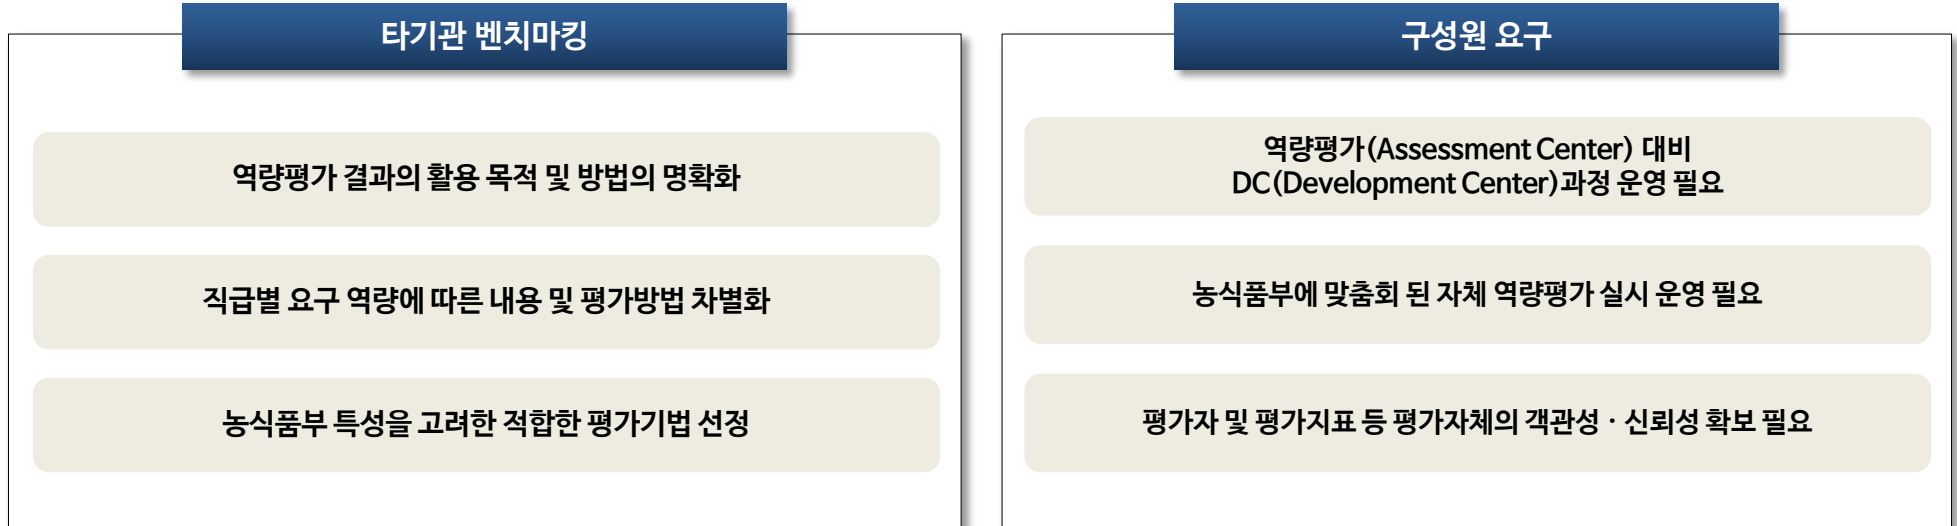 타기관 벤치마킹
역량평가 결과의 활용 목적 및 방법의 명확화
직급별 요구 역량에 따른 내용 및 평가방법 차별화
농식품부 특성을 고려한 적합한 평가기법 선정
구성원 요구
역량평가(Assessment Center) 대비
DC(Development Center)과정 운영 필요
농식품부에 맞춤회 된 자체 역량평가 실시 운영 필요
평가자 및 평가지표 등 평가자체의 객관성 · 신뢰성 확보 필요